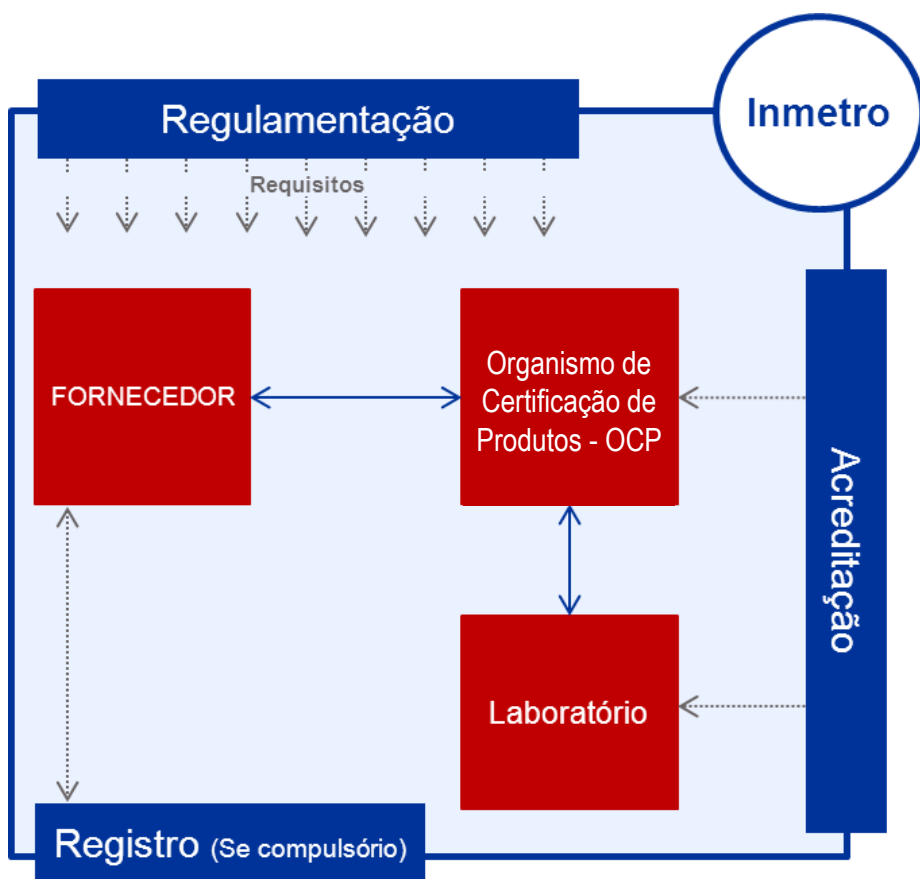 Regulamentação
Inmetro
Requisitos
FORNECEDOR
Organismo de
Certificação de
Produtos - OCP
Acreditação
Laboratório
Registro (Se compulsório)